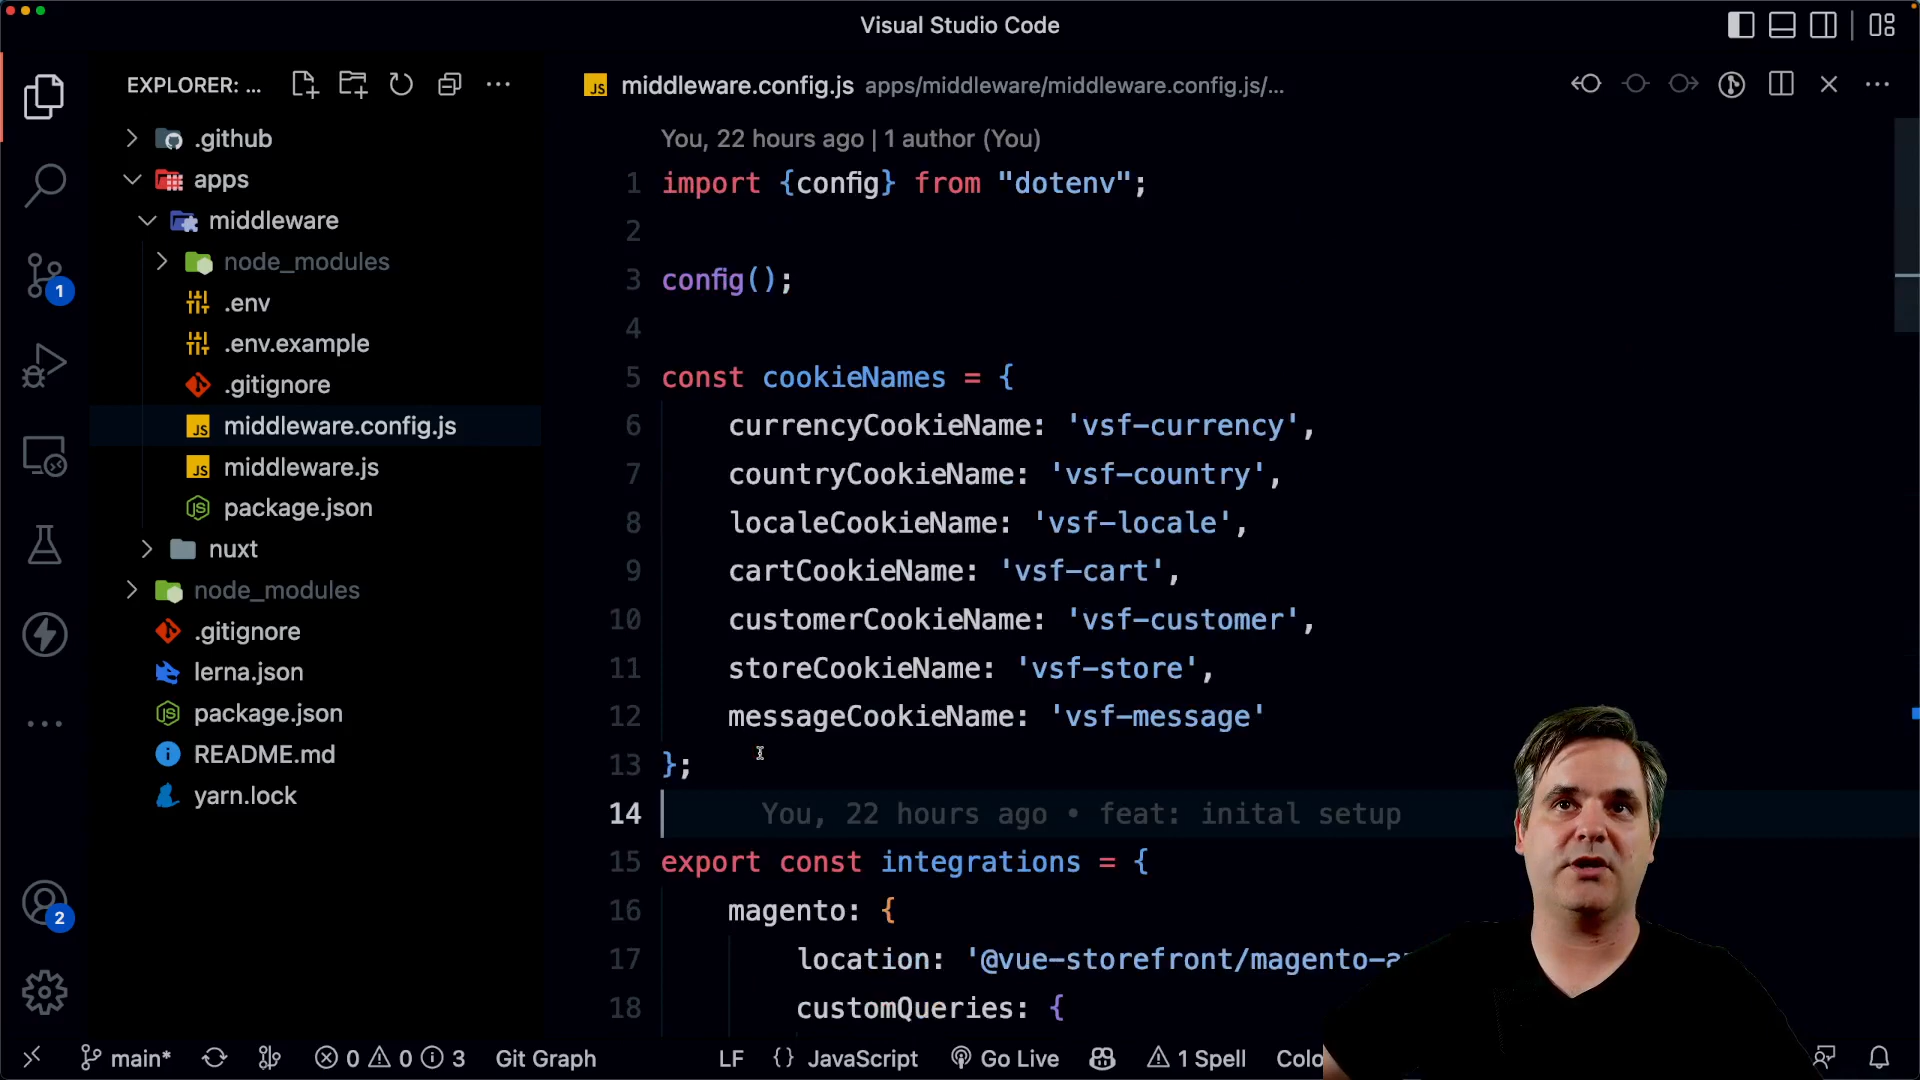 Visual Studio Code
EXPLORER: ...
.github
apps
middleware
node_modules
.env
.env.example
.gitignore
middleware.config.js
middleware.js
package.json
nuxt
node_modules
.gitignore
lerna.json
package.json
README.md
yarn.lock
1
2
JS middleware.config.js apps/middleware/middleware.config.js/...
You, 22 hours ago | 1 author (You)
1 import {config} from "dotenv";
2
3 config();
4
5 const cookieNames = {
6 currencyCookieName: 'vsf-currency',
7 countryCookieName: 'vsf-country',
8 localeCookieName: 'vsf-locale',
9 cartCookieName: 'vsf-cart',
10 customerCookieName: 'vsf-customer',
11 storeCookieName: 'vsf-store',
12 messageCookieName: 'vsf-message'
13 };
14 You, 22 hours ago • feat: inital setup
15 export const integrations = {
16 magento: {
17 location: '@vue-storefront/magento-a
18 customQueries: {
main* 0 0 3 Git Graph LF {} JavaScript Go Live 1 Spell Colo